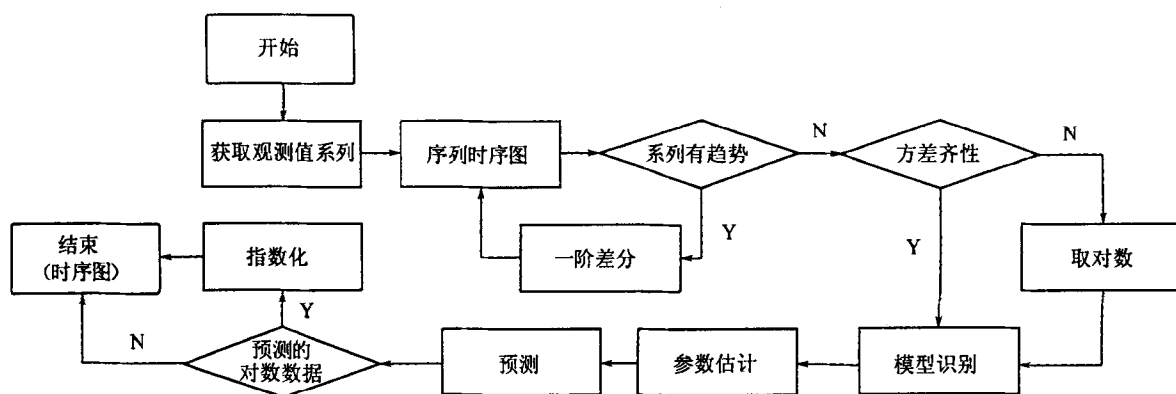 开始
获取观测值系列
序列时序图
系列有趋势
N
方差齐性
N
Y
一阶差分
Y
取对数
结束
(时序图)
指数化
N
Y
预测的
对数数据
预测
参数估计
模型识别